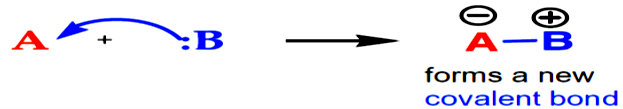 A + :B ⊖ ⊕
A—B
forms a new
covalent bond